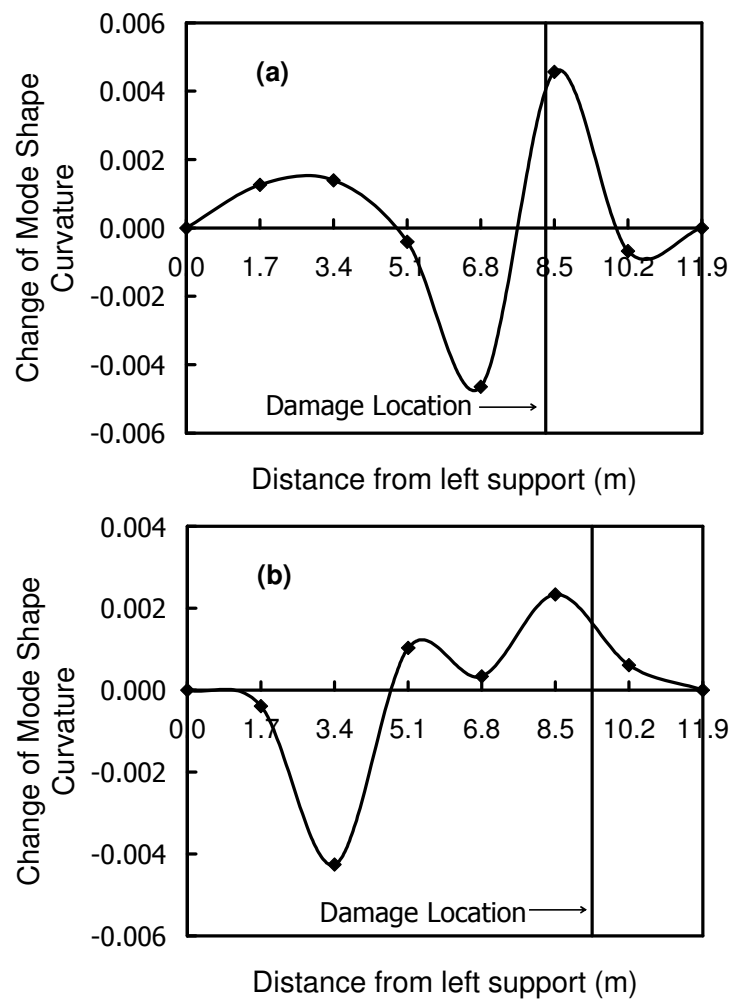 0.006
(a)
0.004
0.002
0.000
0.0 1.7 3.4 5.1 6.8 8.5 10.2 11.9
-0.002
-0.004
Damage Location
-0.006
Change of Mode Shape
Curvature
Distance from left support (m)
0.004
(b)
0.002
0.000
0.0 1.7 3.4 5.1 6.8 8.5 10.2 11.9
-0.002
-0.004
Damage Location
-0.006
Change of Mode Shape
Curvature
Distance from left support (m)